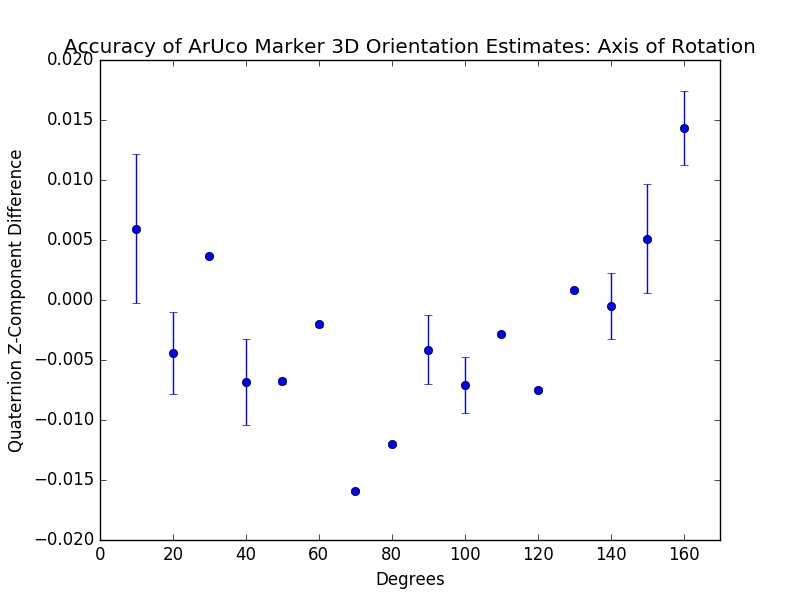 Accuracy of ArUco Marker 3D Orientation Estimates: Axis of Rotation
Quaternion Z-Component Difference
0.020
0.015
0.010
0.005
0.000
−0.005
−0.010
−0.015
−0.020
0 20 40 60 80 100 120 140 160
Degrees